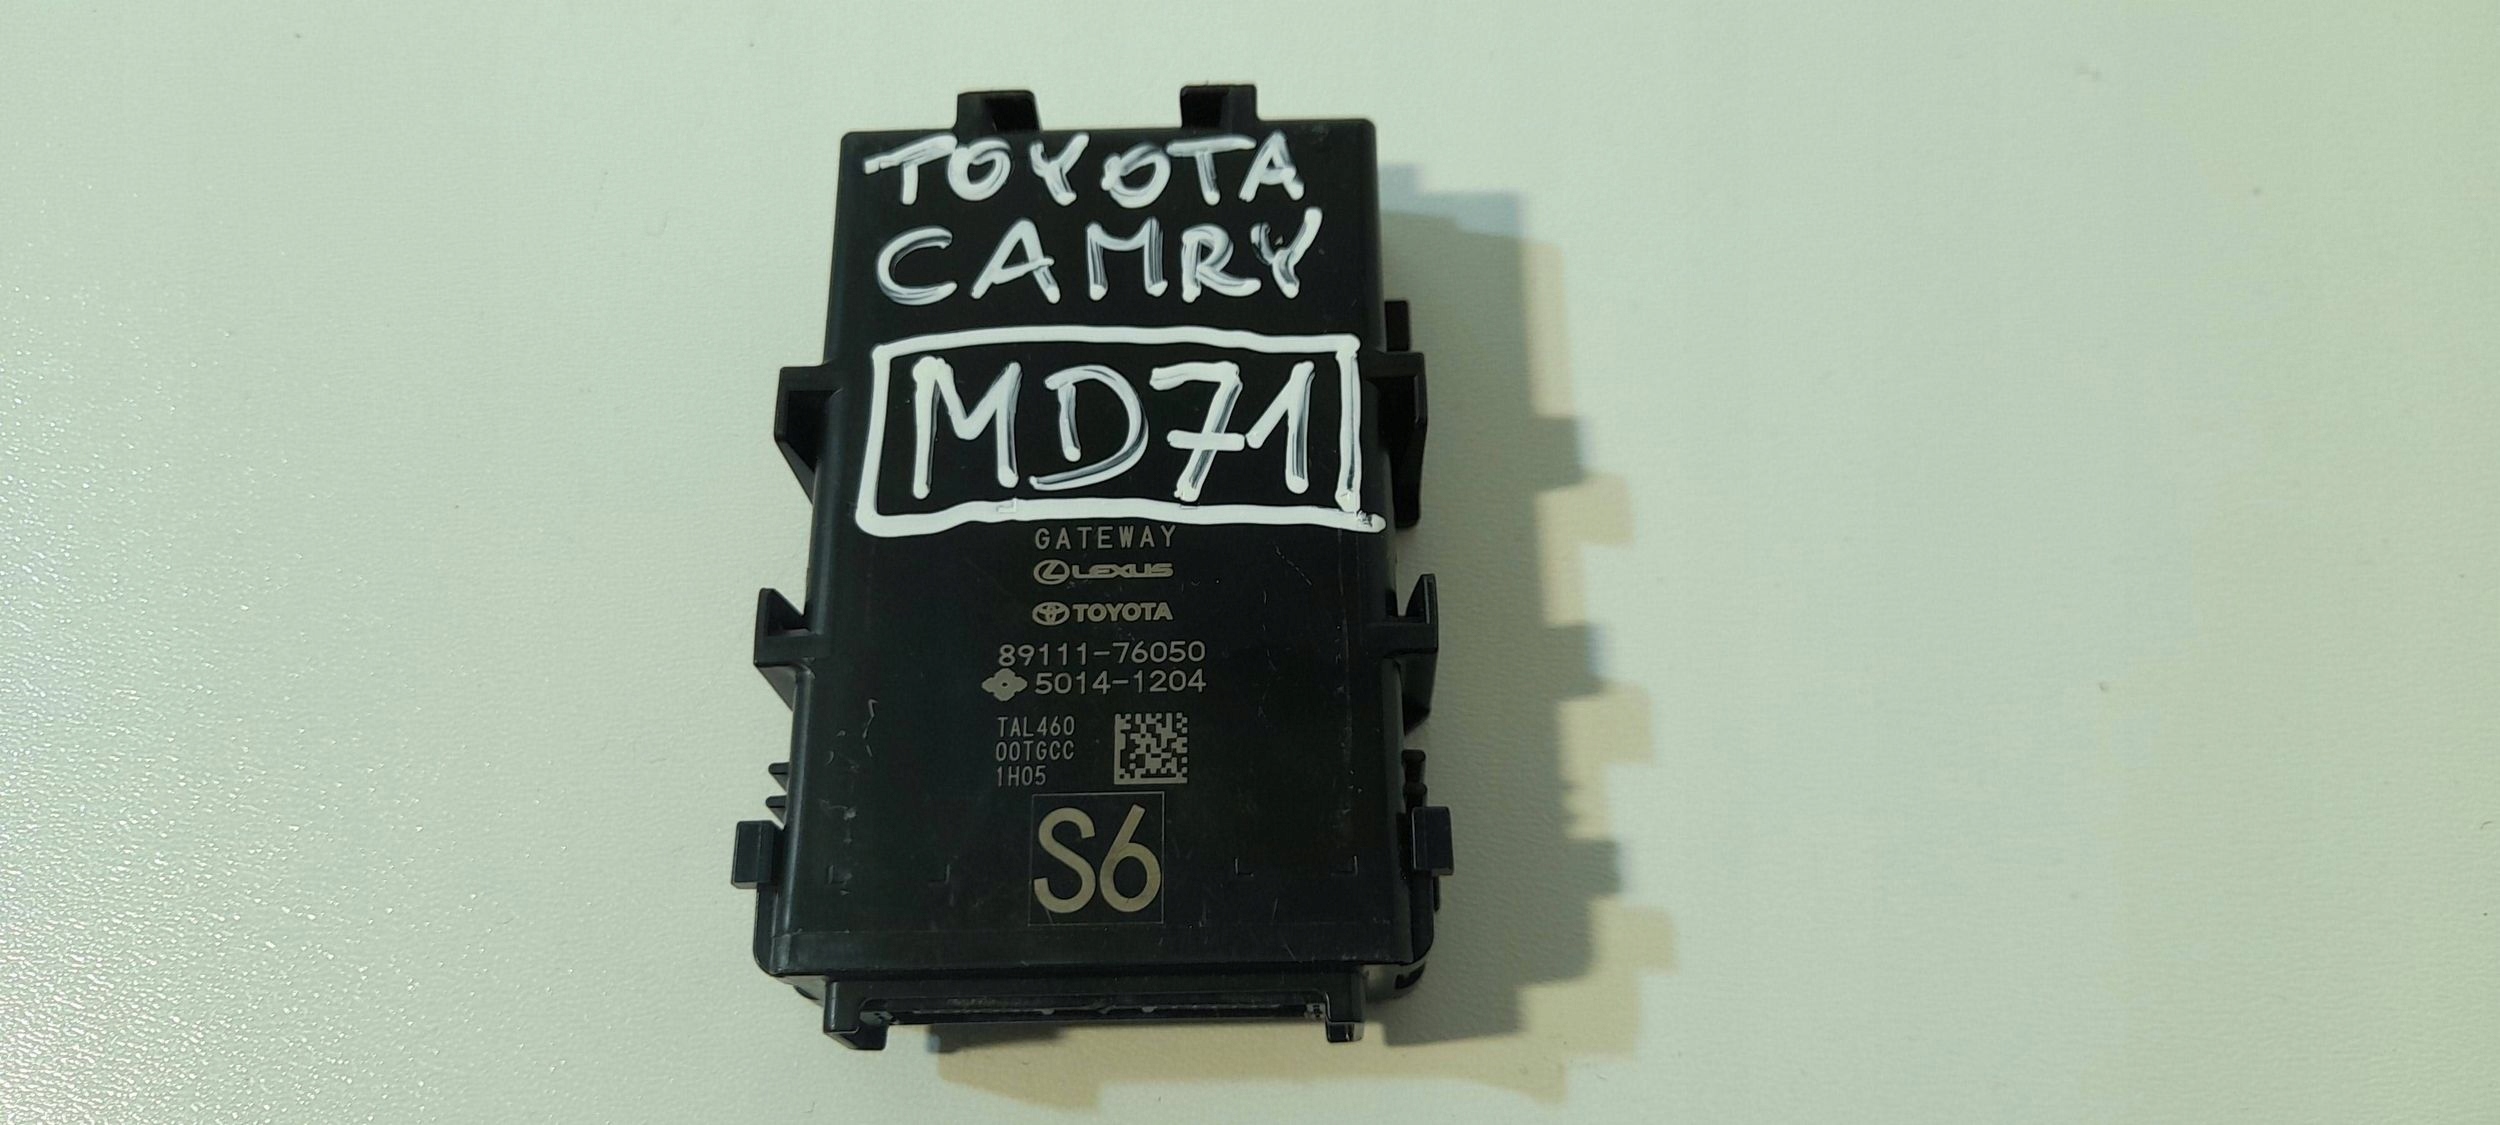 TOYOTA
CAMRY
MD71
GATEWAY
LEXUS
TOYOTA
89111-76050
5014-1204
TAL460
00TGCC
1H05
S6